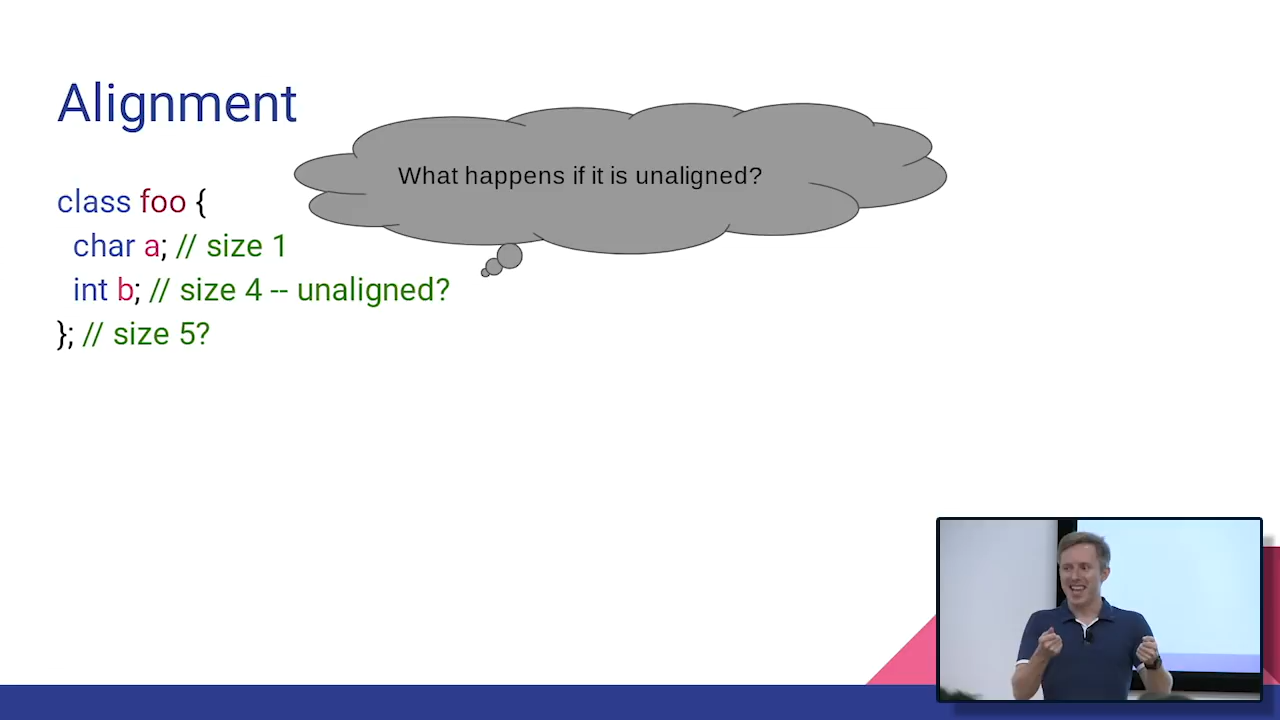 Alignment
What happens if it is unaligned?
class foo {
char a; // size 1
int b; // size 4 -- unaligned?
}; // size 5?